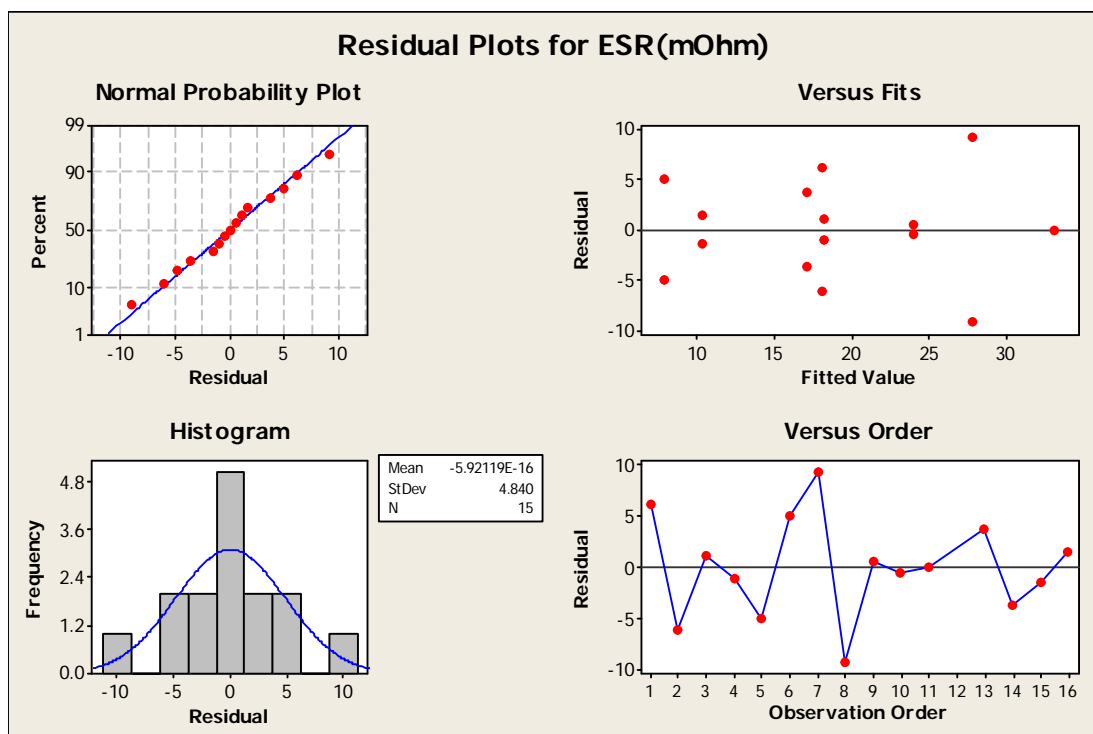 Residual Plots for ESR(mOhm)
Normal Probability Plot
99
90
50
10
1
Percent
-10 -5 0 5 10
Residual
Versus Fits
10
5
0
-5
-10
Residual
10 15 20 25 30
Fitted Value
Histogram
4.8
3.6
2.4
1.2
0.0
Frequency
-10 -5 0 5 10
Residual
Mean -5.92119E-16
StDev 4.840
N 15
Versus Order
10
5
0
-5
-10
Residual
1 2 3 4 5 6 7 8 9 10 11 12 13 14 15 16
Observation Order